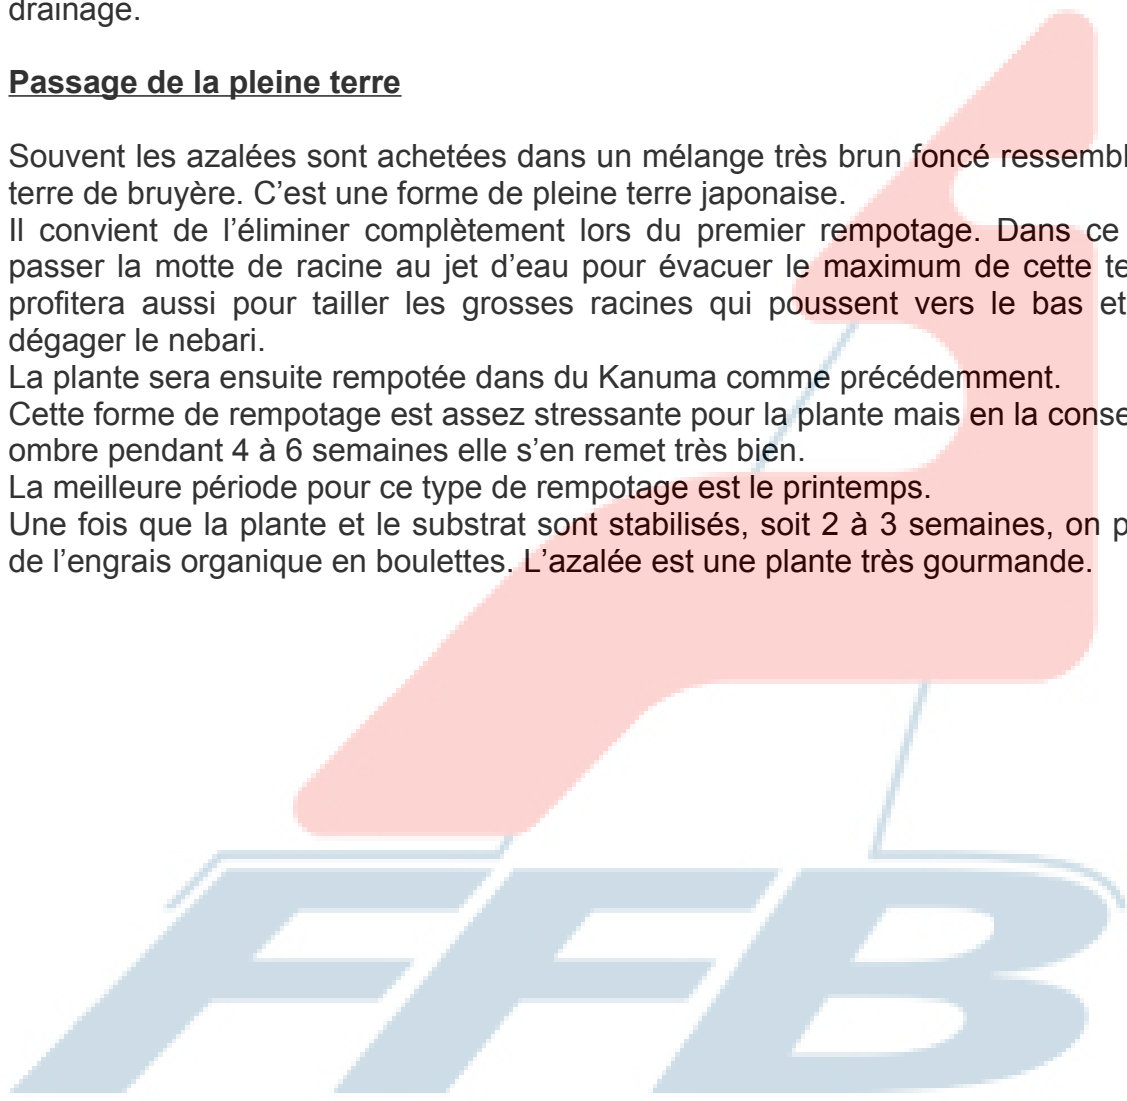 drainage.
Passage de la pleine terre
Souvent les azalées sont achetées dans un mélange très brun foncé ressembl
terre de bruyère. C’est une forme de pleine terre japonaise.
Il convient de l’éliminer complètement lors du premier rempotage. Dans ce
passer la motte de racine au jet d’eau pour évacuer le maximum de cette te
profitera aussi pour tailler les grosses racines qui poussent vers le bas et
dégager le nebari.
La plante sera ensuite rempotée dans du Kanuma comme précédemment.
Cette forme de rempotage est assez stressante pour la plante mais en la conse
ombre pendant 4 à 6 semaines elle s’en remet très bien.
La meilleure période pour ce type de rempotage est le printemps.
Une fois que la plante et le substrat sont stabilisés, soit 2 à 3 semaines, on p
de l’engrais organique en boulettes. L’azalée est une plante très gourmande.
FFB